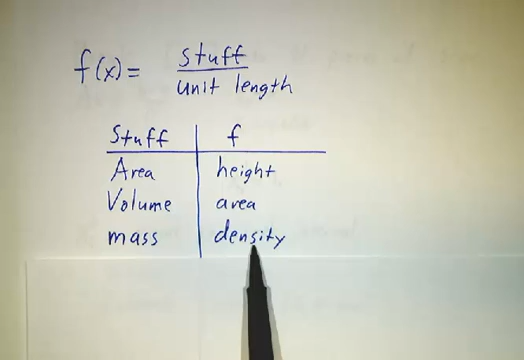 f(x) = stuff / unit length
Stuff | f
Area | height
Volume | area
mass | density